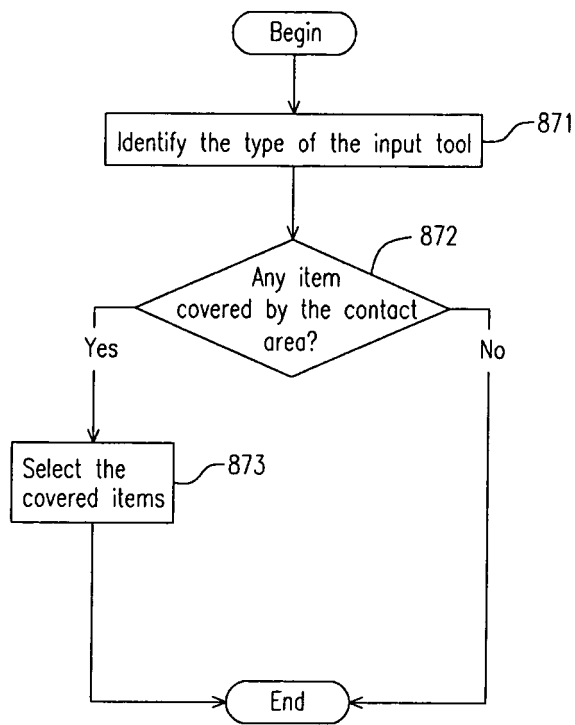 Begin
Identify the type of the input tool
871
872
Any item
covered by the contact
area?
Yes
No
Select the
covered items
873
End